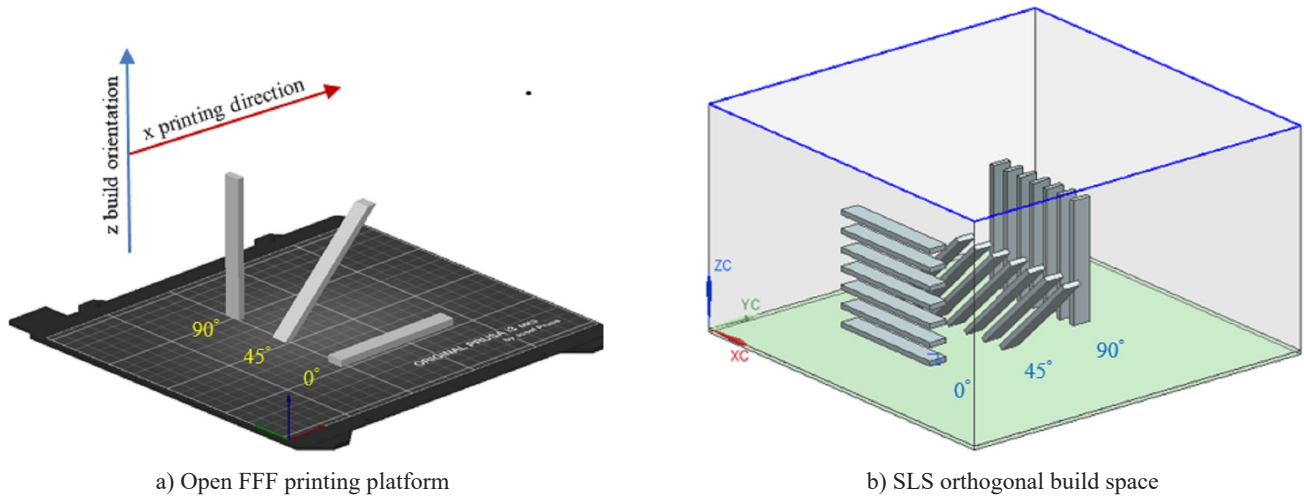 z build orientation
x printing direction
90°
45°
0°
ORIGINAL PRUSA i3 MK3
by Josef Prusa
a) Open FFF printing platform
ZC
YC
XC
0°
45°
90°
b) SLS orthogonal build space